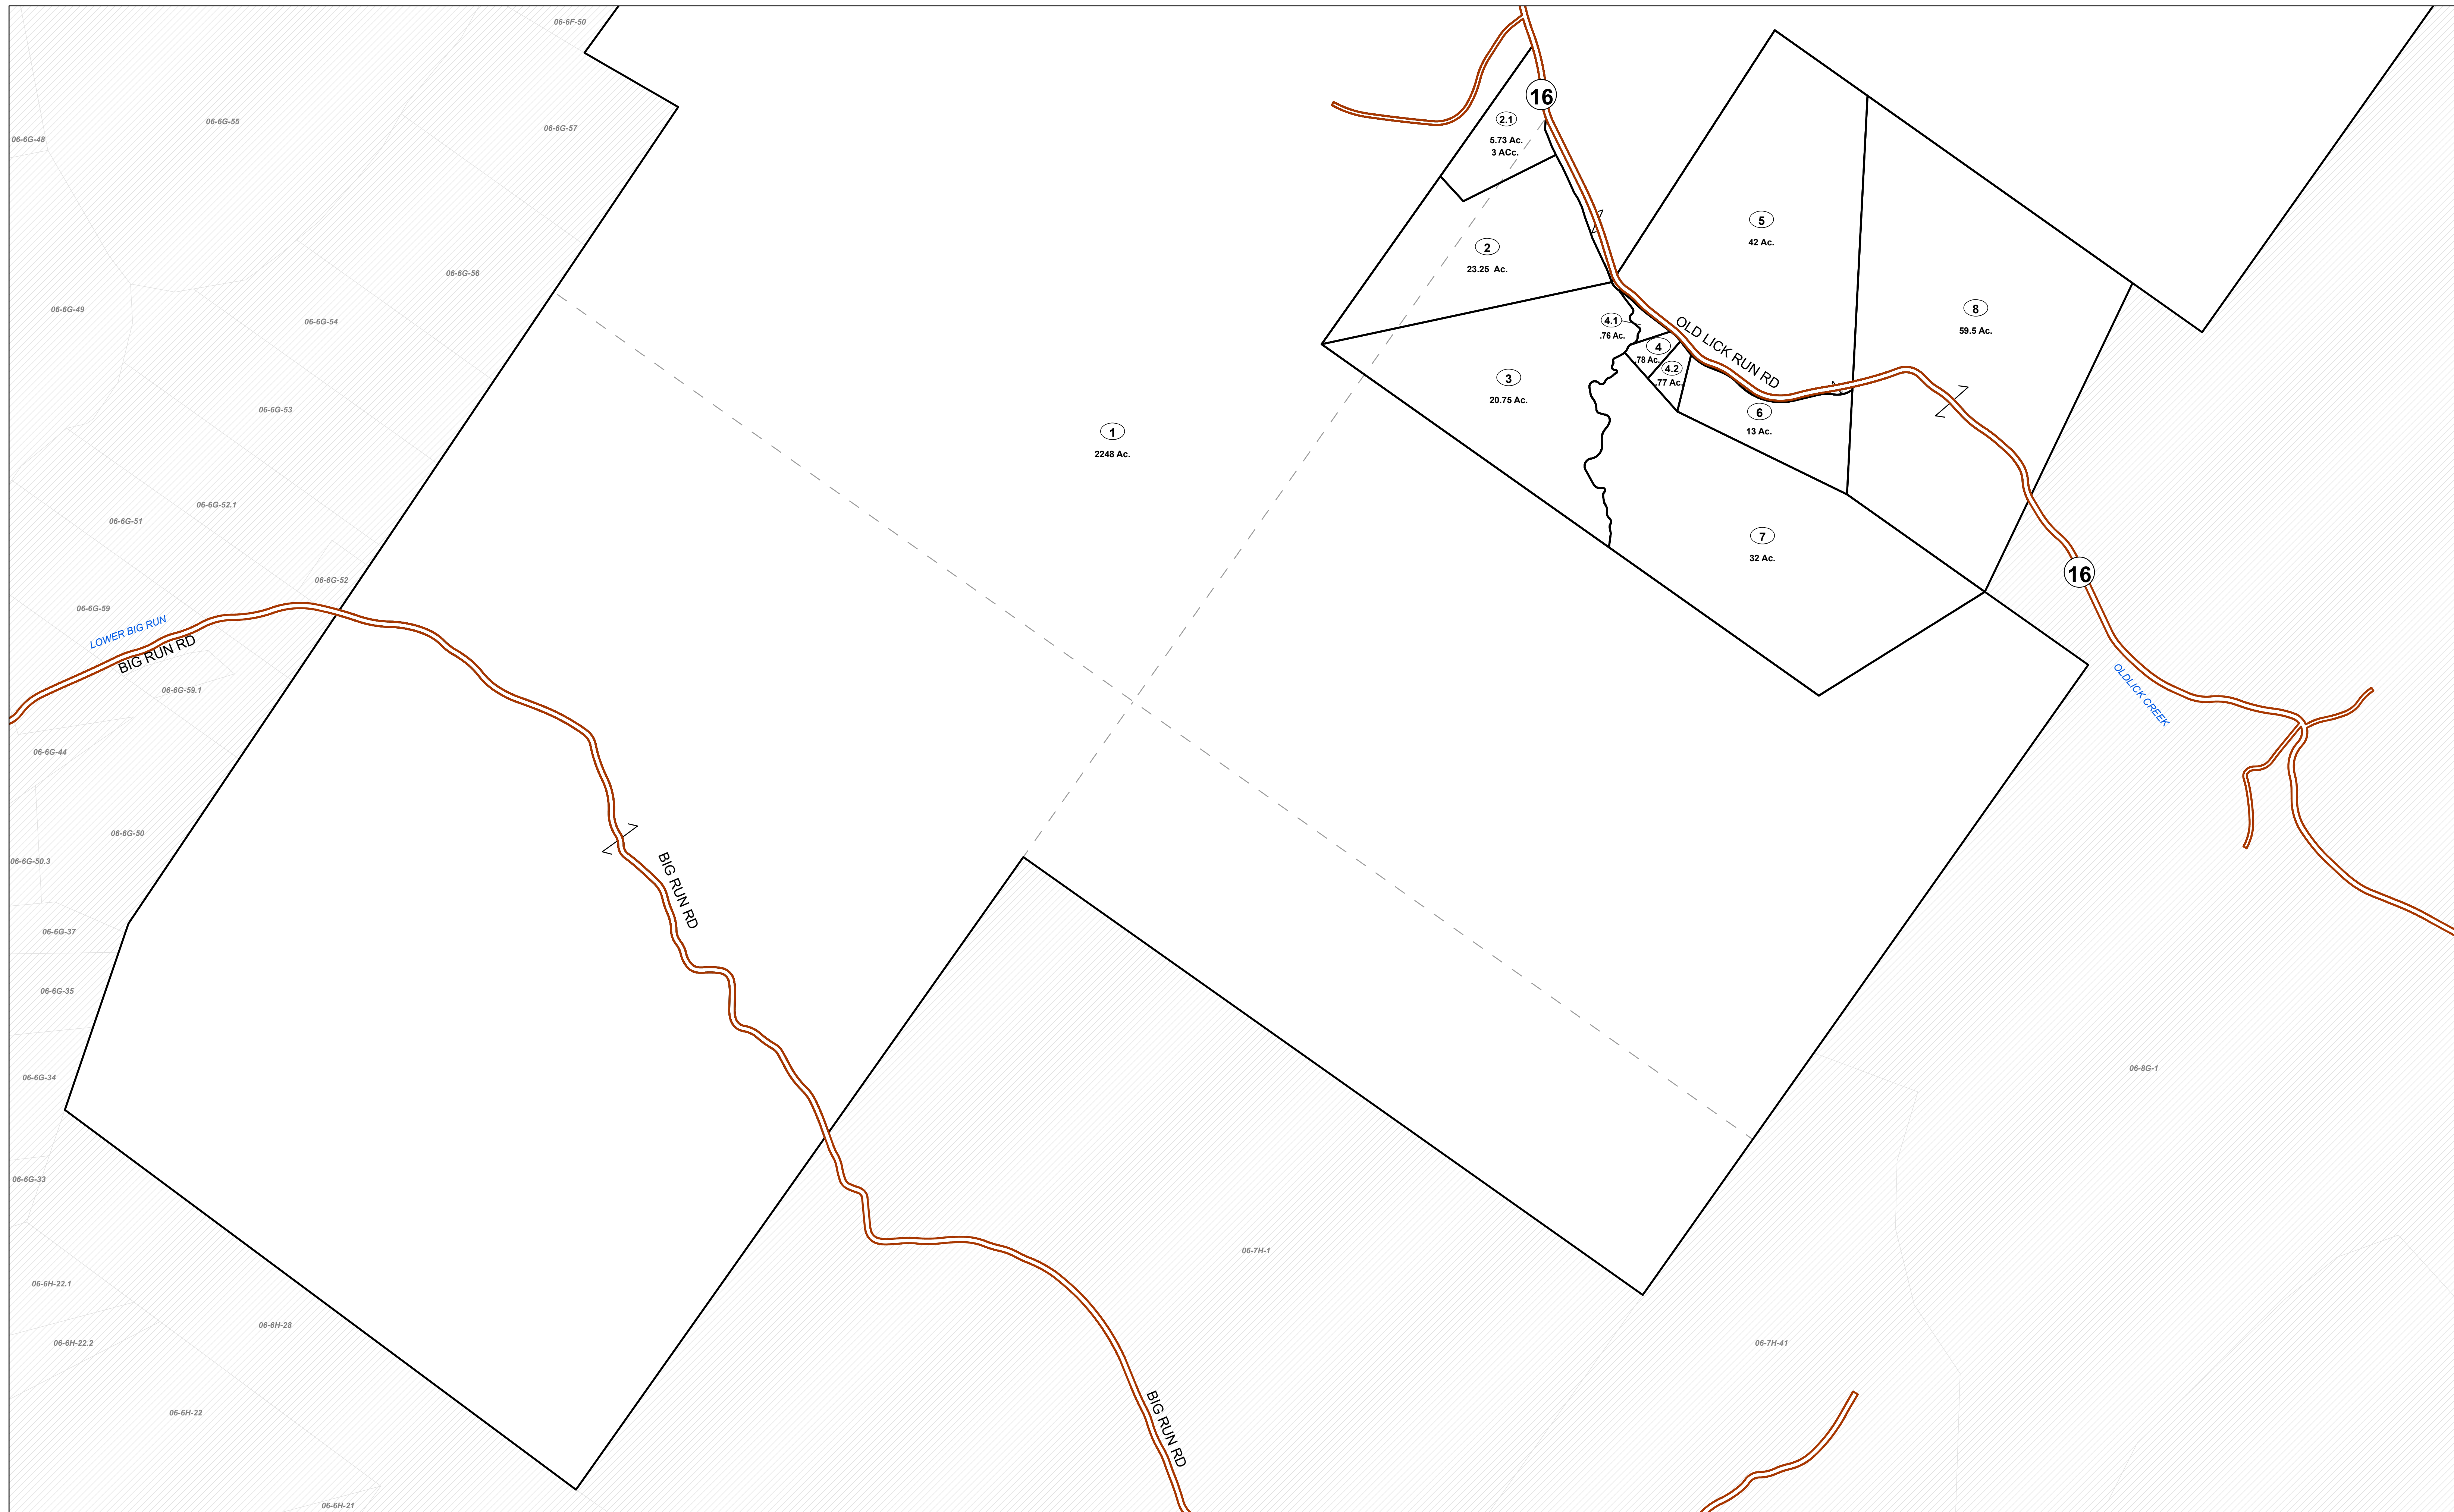 06-6F-50
16
2.1
5.73 Ac.
3 ACc.
06-6G-55
06-6G-57
06-6G-48
5
42 Ac.
2
23.25 Ac.
06-6G-56
06-6G-49
06-6G-54
8
59.5 Ac.
4.1
.76 Ac.
OLD LICK RUN RD
4
.78 Ac.
4.2
.77 Ac.
3
20.75 Ac.
06-6G-53
6
13 Ac.
1
2248 Ac.
06-6G-52.1
06-6G-51
7
32 Ac.
16
06-6G-52
06-6G-59
LOWER BIG RUN
BIG RUN RD
06-6G-59.1
OLDLICK CREEK
06-6G-44
06-6G-50
06-6G-50.3
BIG RUN RD
06-6G-37
06-6G-35
06-6G-34
06-8G-1
06-6G-33
06-7H-1
06-6H-22.1
06-6H-28
06-6H-22.2
06-7H-41
06-6H-22
BIG RUN RD
06-6H-21